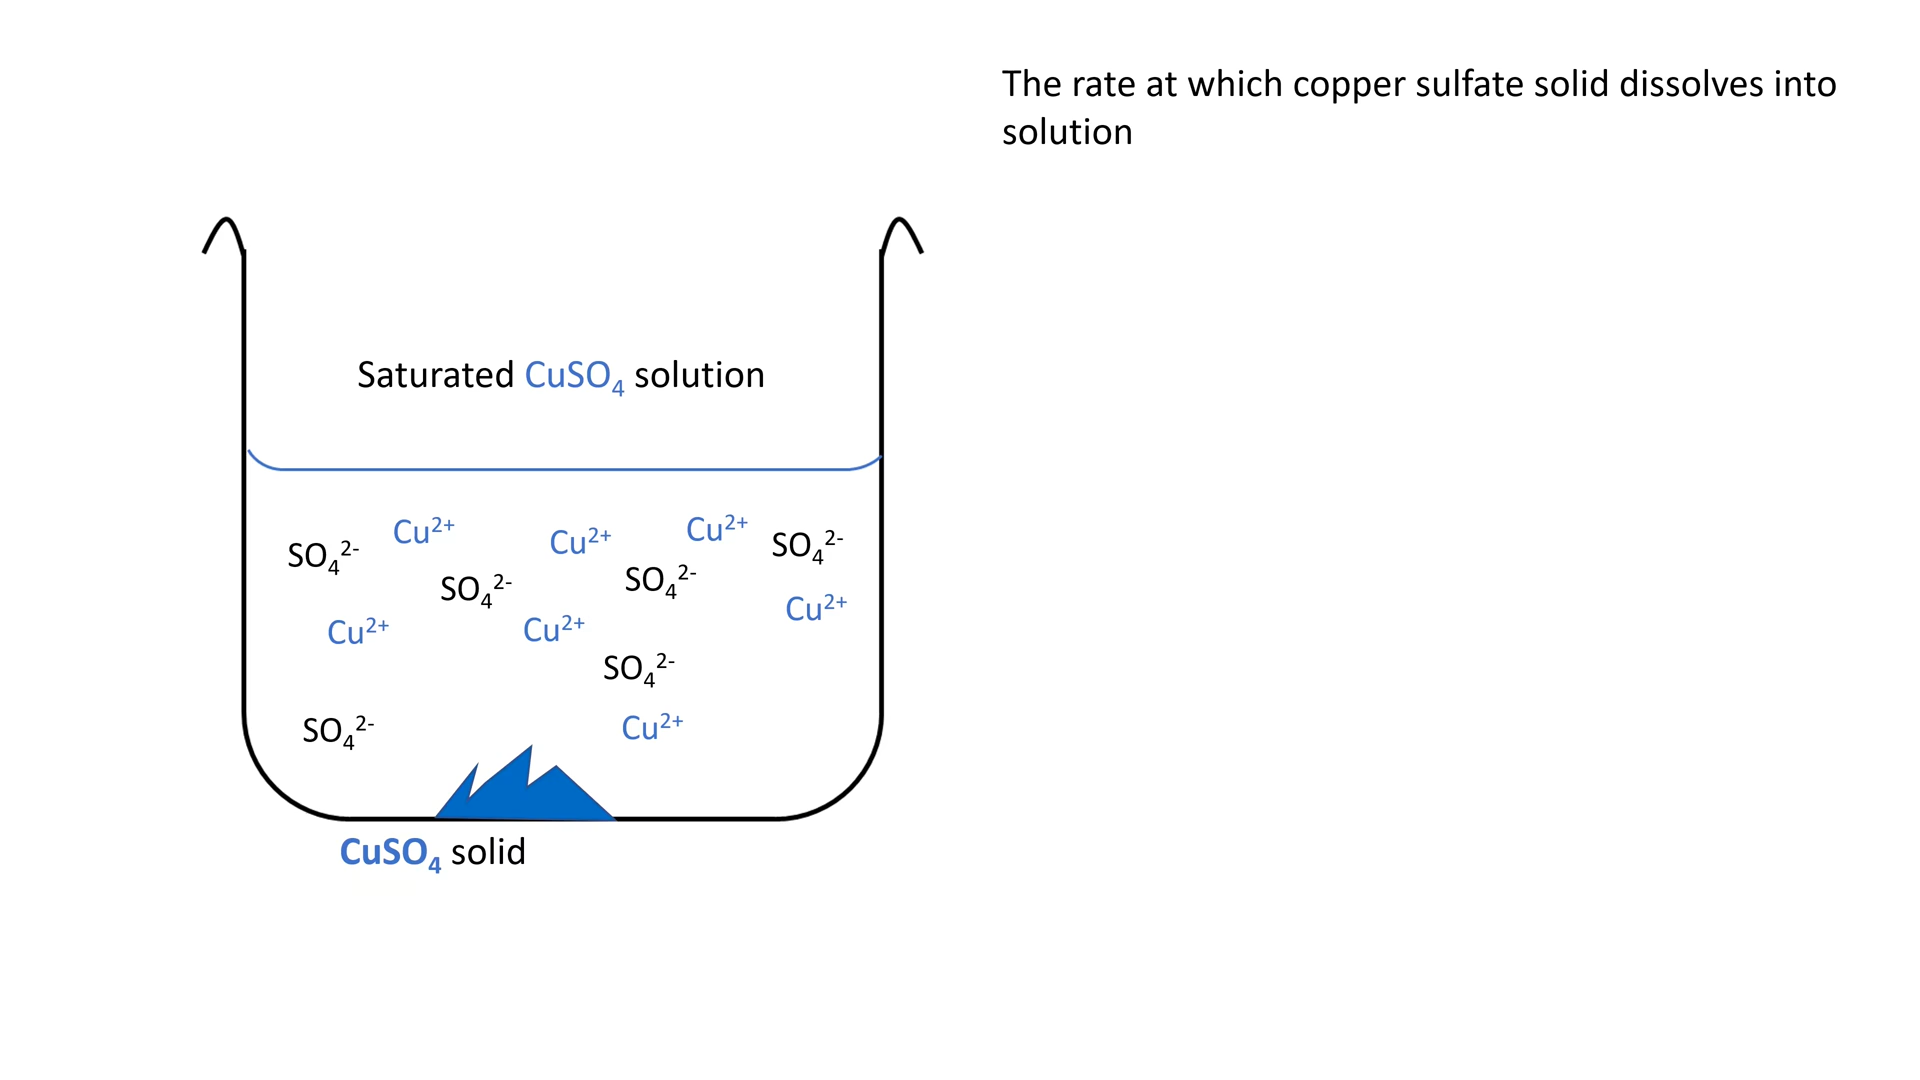 The rate at which copper sulfate solid dissolves into
solution
Saturated CuSO₄ solution
SO₄²⁻ Cu²⁺ Cu²⁺ Cu²⁺ SO₄²⁻
SO₄²⁻ SO₄²⁻
Cu²⁺ Cu²⁺ Cu²⁺
SO₄²⁻
SO₄²⁻ Cu²⁺
CuSO₄ solid